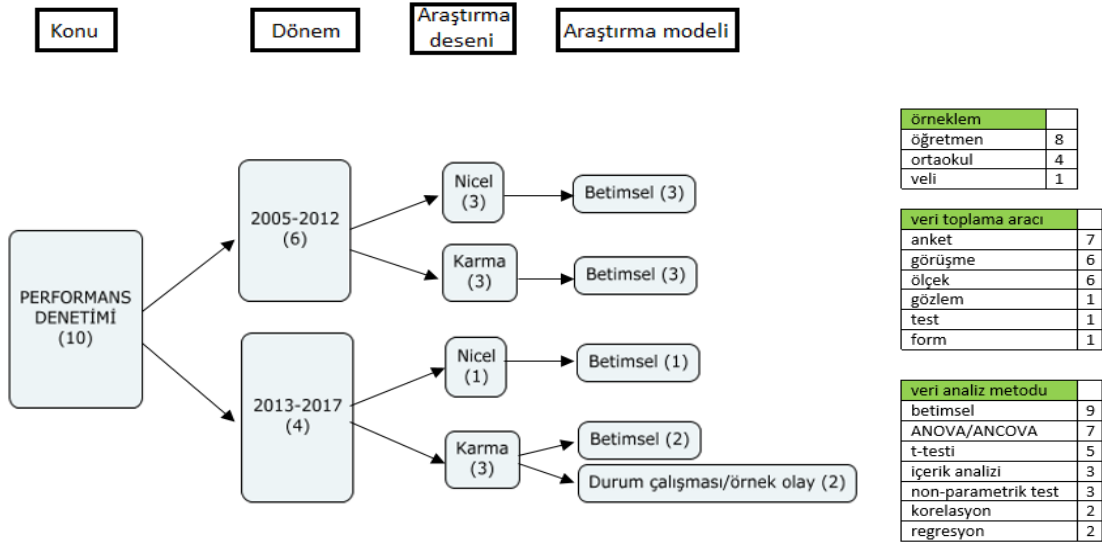 Konu
Dönem
Araştırma
deseni
Araştırma modeli
PERFORMANS
DENETİMİ
(10)
2005-2012
(6)
Nicel
(3)
Betimsel (3)
Karma
(3)
Betimsel (3)
2013-2017
(4)
Nicel
(1)
Betimsel (1)
Karma
(3)
Betimsel (2)
Durum çalışması/örnek olay (2)
örneklem
öğretmen 8
ortaokul 4
veli 1
veri toplama aracı
anket 7
görüşme 6
ölçek 6
gözlem 1
test 1
form 1
veri analiz metodu
betimsel 9
ANOVA/ANCOVA 7
t-testi 5
içerik analizi 3
non-parametrik test 3
korelasyon 2
regresyon 2